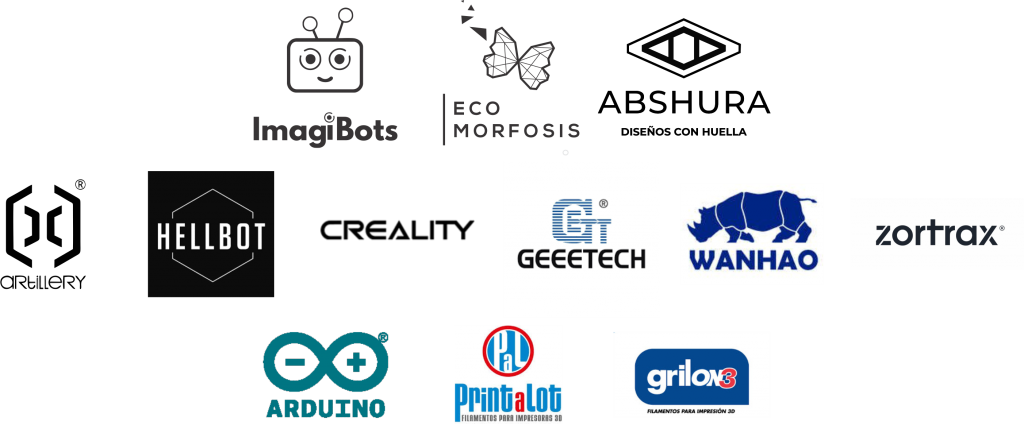 ImagiBots
ECO
MORFOSIS
ABSHURA
DISEÑOS CON HUELLA
®
ARTILLERY
HELLBOT
CREALITY
GT®
GEEETECH
WANHAO
zortrax®
®
ARDUINO
PaL
PrintaLot
FILAMENTOS PARA IMPRESORAS 3D
grilon3
FILAMENTOS PARA IMPRESIÓN 3D